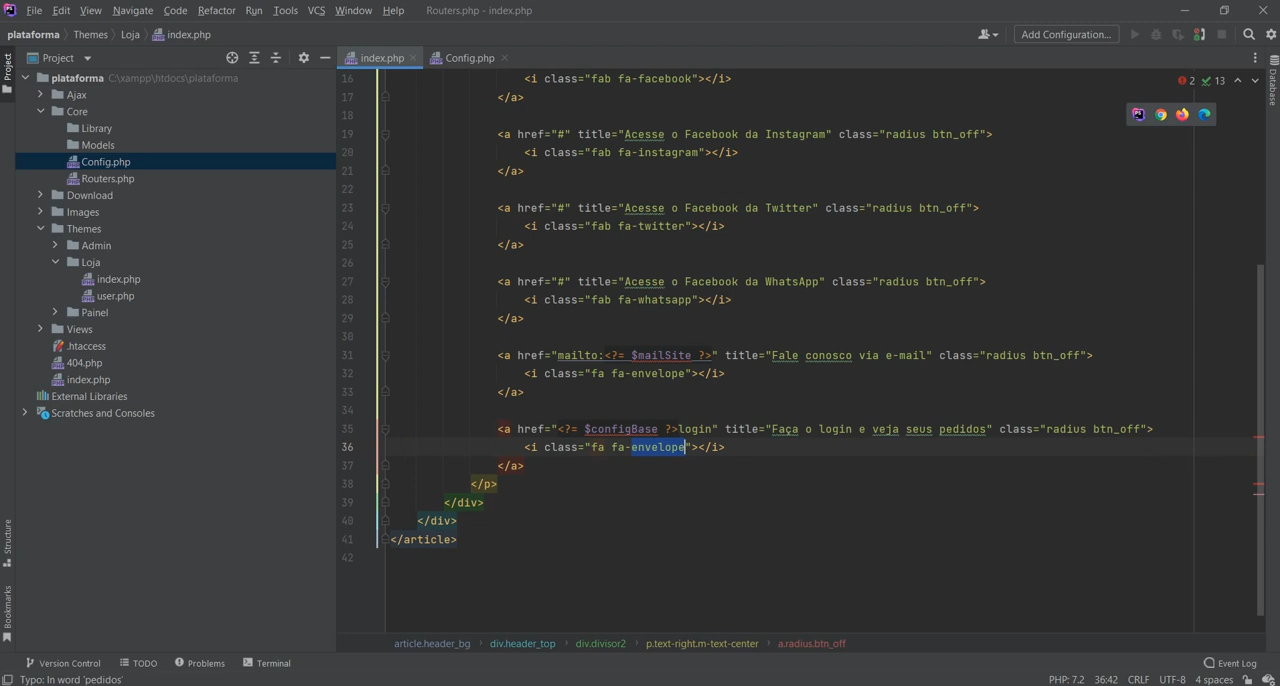 File Edit View Navigate Code Refactor Run Tools VCS Window Help Routers.php - index.php
plataforma Themes Loja index.php Add Configuration...
Project
Project
plataforma C:\xampp\htdocs\plataforma
Ajax
Core
Library
Models
Config.php
Routers.php
Download
Images
Themes
Admin
Loja
index.php
user.php
Painel
Views
.htaccess
404.php
index.php
External Libraries
Scratches and Consoles
Structure
Bookmarks
index.php Config.php
2 13
Database
16 <i class="fab fa-facebook"></i>
17 </a>
18
19 <a href="#" title="Acesse o Facebook da Instagram" class="radius btn_off">
20 <i class="fab fa-instagram"></i>
21 </a>
22
23 <a href="#" title="Acesse o Facebook da Twitter" class="radius btn_off">
24 <i class="fab fa-twitter"></i>
25 </a>
26
27 <a href="#" title="Acesse o Facebook da WhatsApp" class="radius btn_off">
28 <i class="fab fa-whatsapp"></i>
29 </a>
30
31 <a href="mailto:<?= $mailSite ?>" title="Fale conosco via e-mail" class="radius btn_off">
32 <i class="fa fa-envelope"></i>
33 </a>
34
35 <a href="<?= $configBase ?>login" title="Faça o login e veja seus pedidos" class="radius btn_off">
36 <i class="fa fa-envelope"></i>
37 </a>
38 </p>
39 </div>
40 </div>
41 </article>
42
article.header_bg div.header_top div.divisor2 p.text-right.m-text-center a.radius.btn_off
Version Control TODO Problems Terminal Event Log
Typo: In word 'pedidos' PHP: 7.2 36:42 CRLF UTF-8 4 spaces